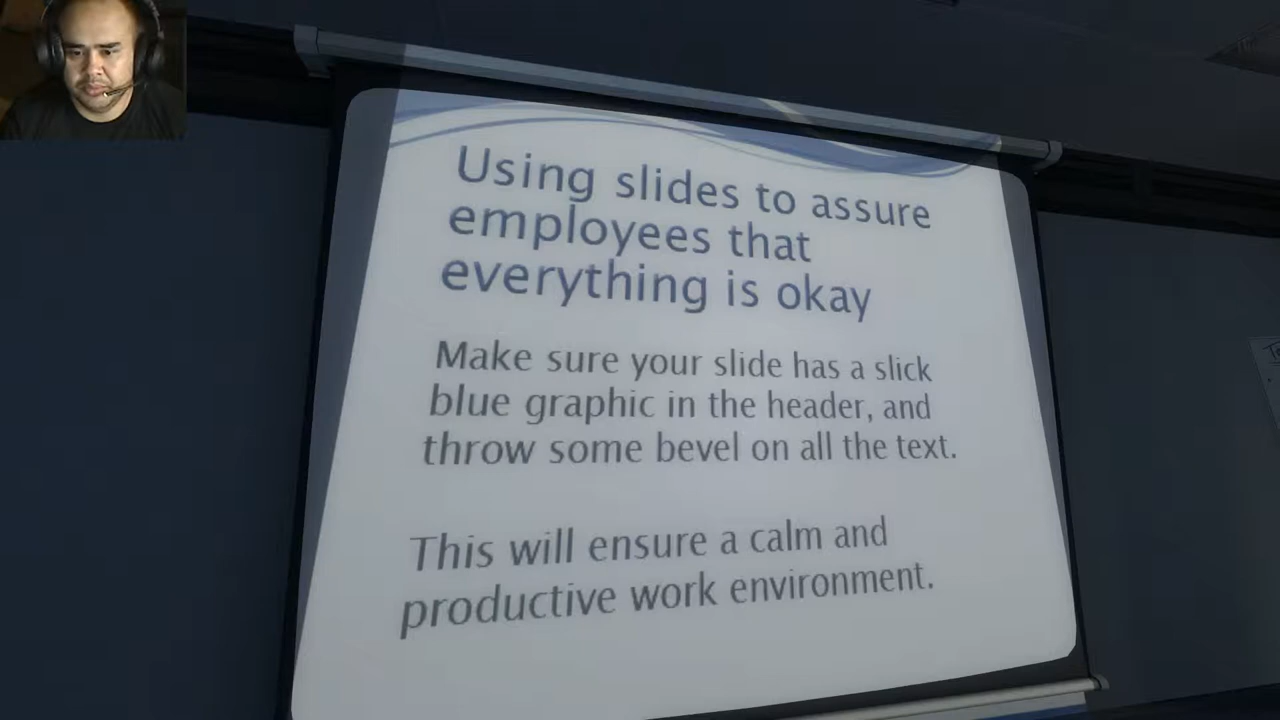 Using slides to assure
employees that
everything is okay
Make sure your slide has a slick
blue graphic in the header, and
throw some bevel on all the text.
This will ensure a calm and
productive work environment.